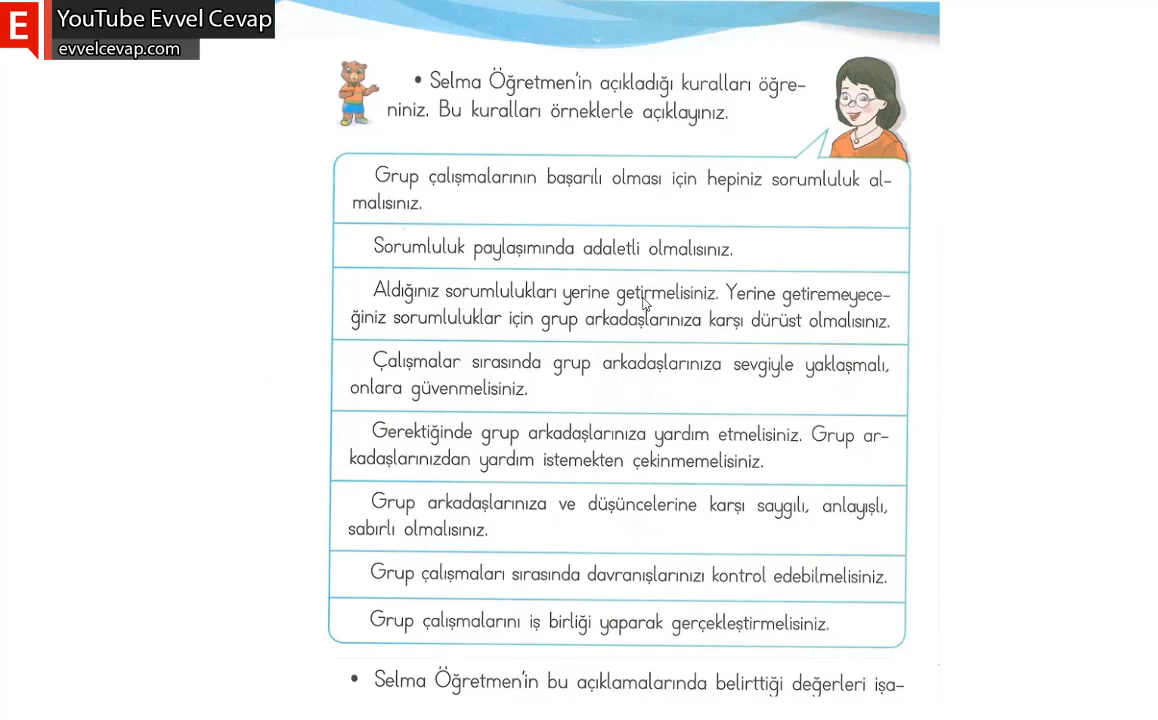 E
YouTube Evvel Cevap
evvelcevap.com
• Selma Öğretmen'in açıkladığı kuralları öğre-
niniz. Bu kuralları örneklerle açıklayınız.
Grup çalışmalarının başarılı olması için hepiniz sorumluluk al-
malısınız.
Sorumluluk paylaşımında adaletli olmalısınız.
Aldığınız sorumlulukları yerine getirmelisiniz. Yerine getiremeyece-
ğiniz sorumluluklar için grup arkadaşlarınıza karşı dürüst olmalısınız.
Çalışmalar sırasında grup arkadaşlarınıza sevgiyle yaklaşmalı,
onlara güvenmelisiniz.
Gerektiğinde grup arkadaşlarınıza yardım etmelisiniz. Grup ar-
kadaşlarınızdan yardım istemekten çekinmemelisiniz.
Grup arkadaşlarınıza ve düşüncelerine karşı saygılı, anlayışlı,
sabırlı olmalısınız.
Grup çalışmaları sırasında davranışlarınızı kontrol edebilmelisiniz.
Grup çalışmalarını iş birliği yaparak gerçekleştirmelisiniz.
• Selma Öğretmen'in bu açıklamalarında belirttiği değerleri işa-